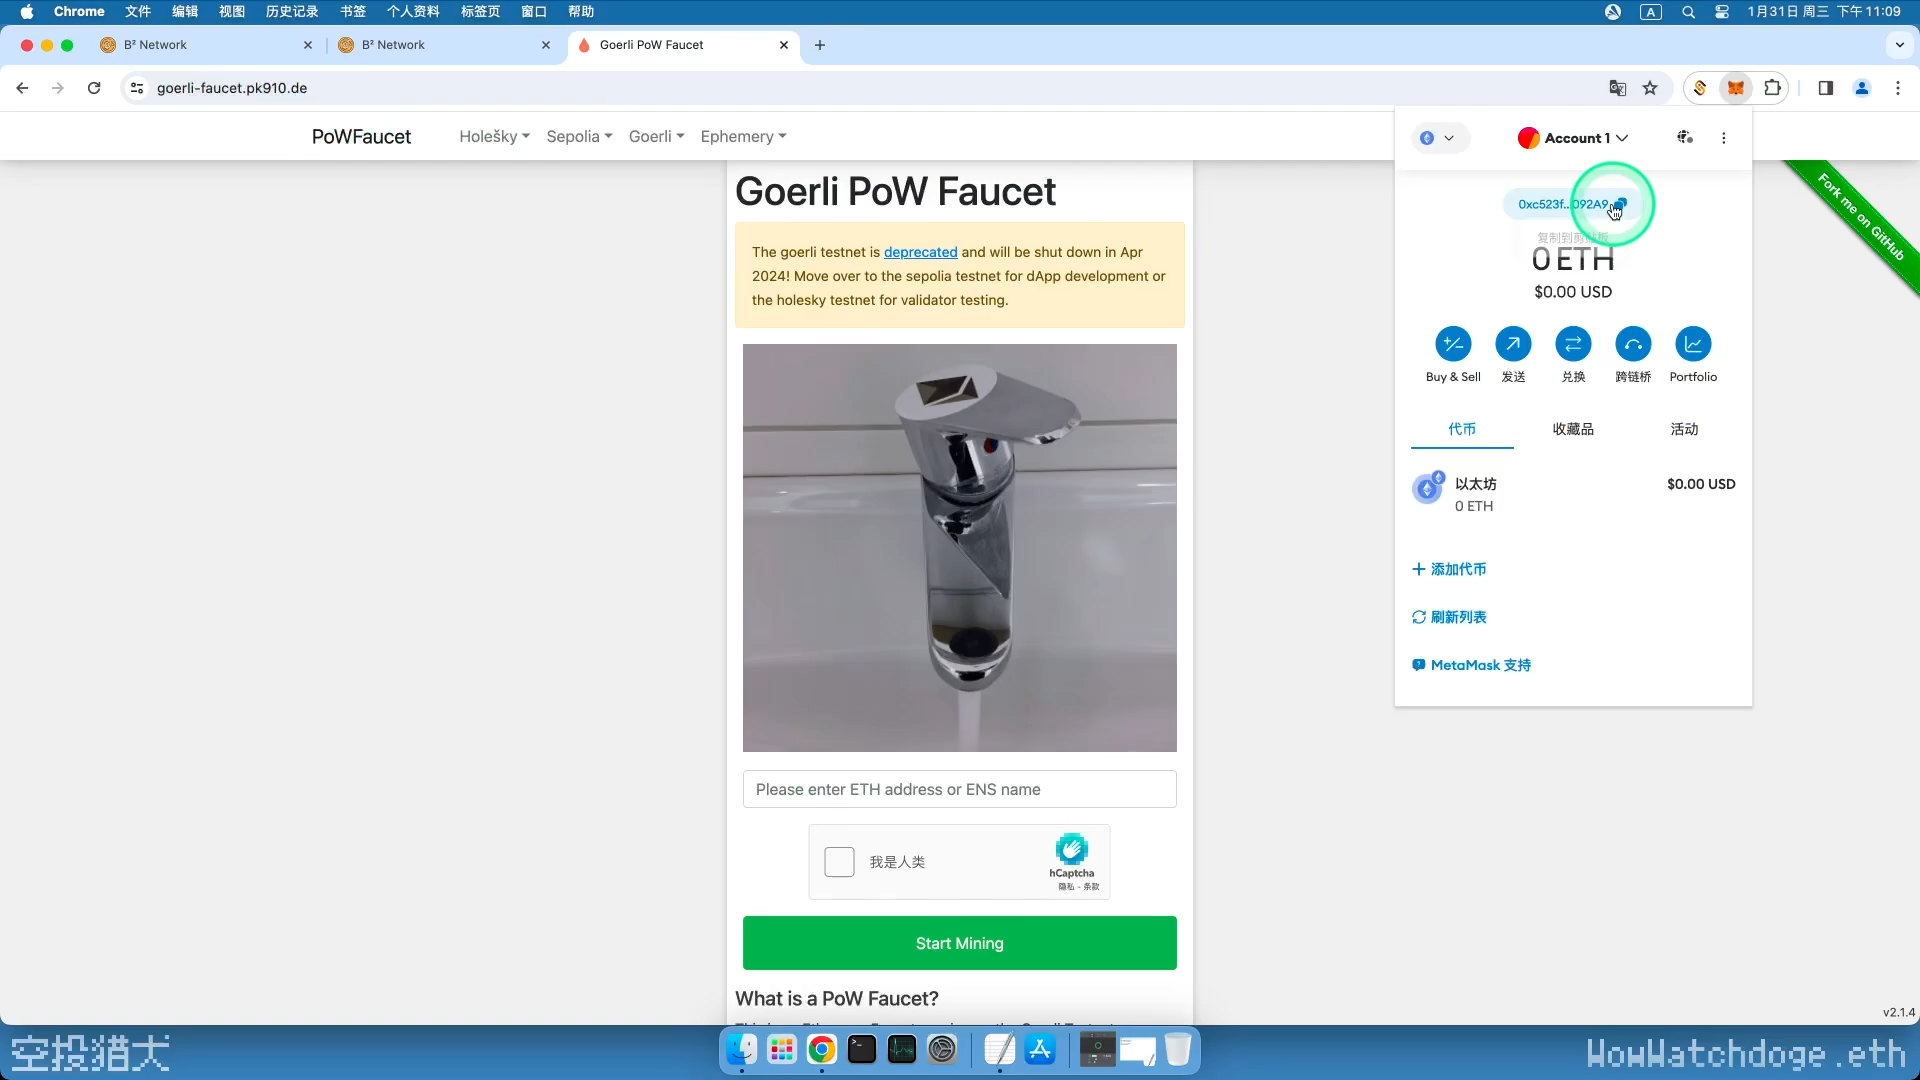 Chrome 文件 编辑 视图 历史记录 书签 个人资料 标签页 窗口 帮助 A 1月31日 周三 下午11:09
B² Network B² Network Goerli PoW Faucet
goerli-faucet.pk910.de
PoWFaucet Holešky Sepolia Goerli Ephemery
Account 1
Fork me on GitHub
Goerli PoW Faucet
The goerli testnet is deprecated and will be shut down in Apr
2024! Move over to the sepolia testnet for dApp development or
the holesky testnet for validator testing.
Please enter ETH address or ENS name
我是人类
hCaptcha
隐私 - 条款
Start Mining
What is a PoW Faucet?
0xc523f...092A9
0 ETH
$0.00 USD
Buy & Sell 发送 兑换 跨链桥 Portfolio
代币 收藏品 活动
以太坊 $0.00 USD
0 ETH
添加代币
刷新列表
MetaMask 支持
v2.1.4
空投猎犬
WowWatchdoge.eth